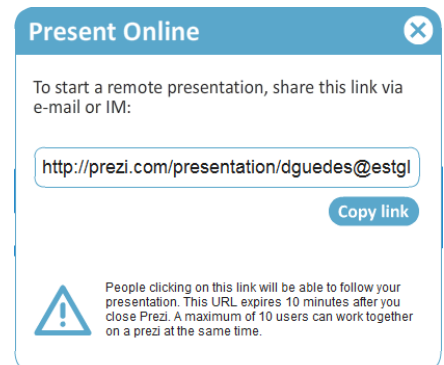 Present Online
To start a remote presentation, share this link via
e-mail or IM:
http://prezi.com/presentation/dguedes@estgl
Copy link
People clicking on this link will be able to follow your
presentation. This URL expires 10 minutes after you
close Prezi. A maximum of 10 users can work together
on a prezi at the same time.